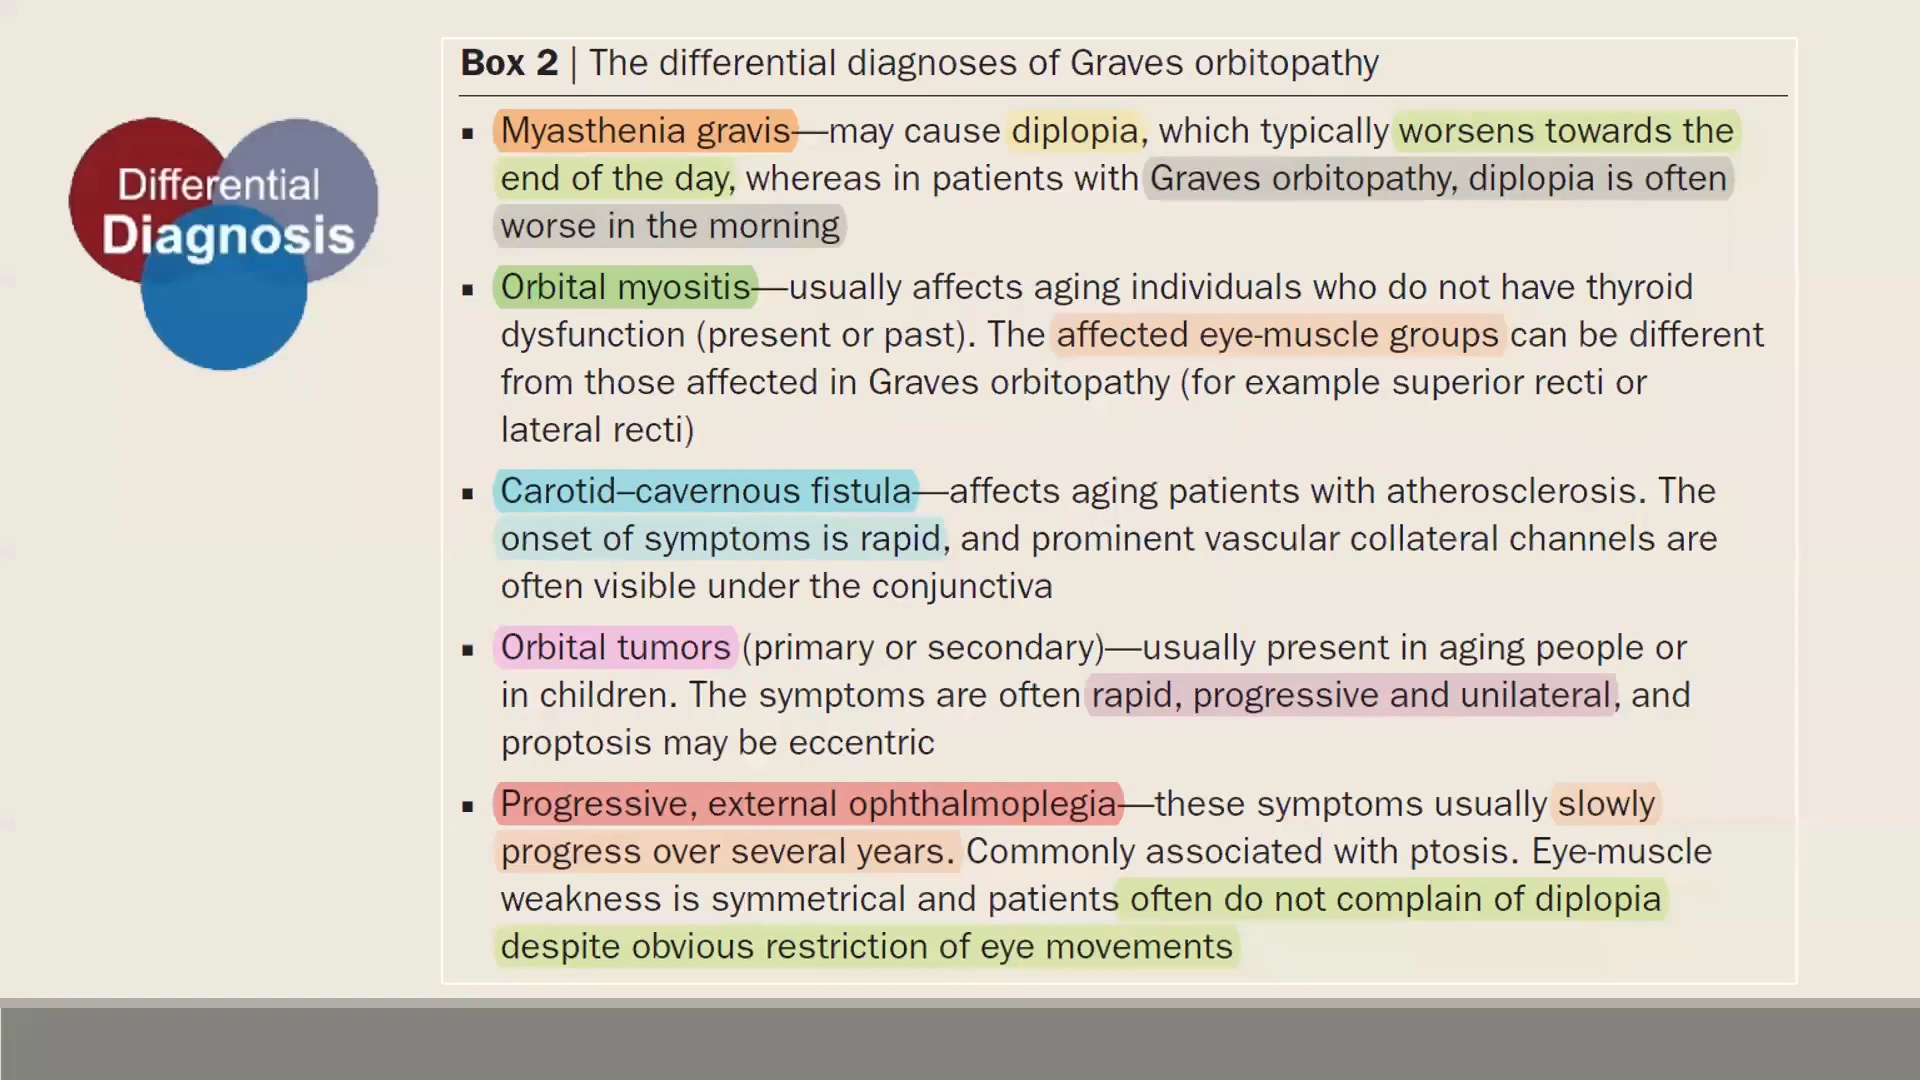 Differential
Diagnosis
Box 2 | The differential diagnoses of Graves orbitopathy
▪ Myasthenia gravis—may cause diplopia, which typically worsens towards the
end of the day, whereas in patients with Graves orbitopathy, diplopia is often
worse in the morning
▪ Orbital myositis—usually affects aging individuals who do not have thyroid
dysfunction (present or past). The affected eye-muscle groups can be different
from those affected in Graves orbitopathy (for example superior recti or
lateral recti)
▪ Carotid–cavernous fistula—affects aging patients with atherosclerosis. The
onset of symptoms is rapid, and prominent vascular collateral channels are
often visible under the conjunctiva
▪ Orbital tumors (primary or secondary)—usually present in aging people or
in children. The symptoms are often rapid, progressive and unilateral, and
proptosis may be eccentric
▪ Progressive, external ophthalmoplegia—these symptoms usually slowly
progress over several years. Commonly associated with ptosis. Eye-muscle
weakness is symmetrical and patients often do not complain of diplopia
despite obvious restriction of eye movements